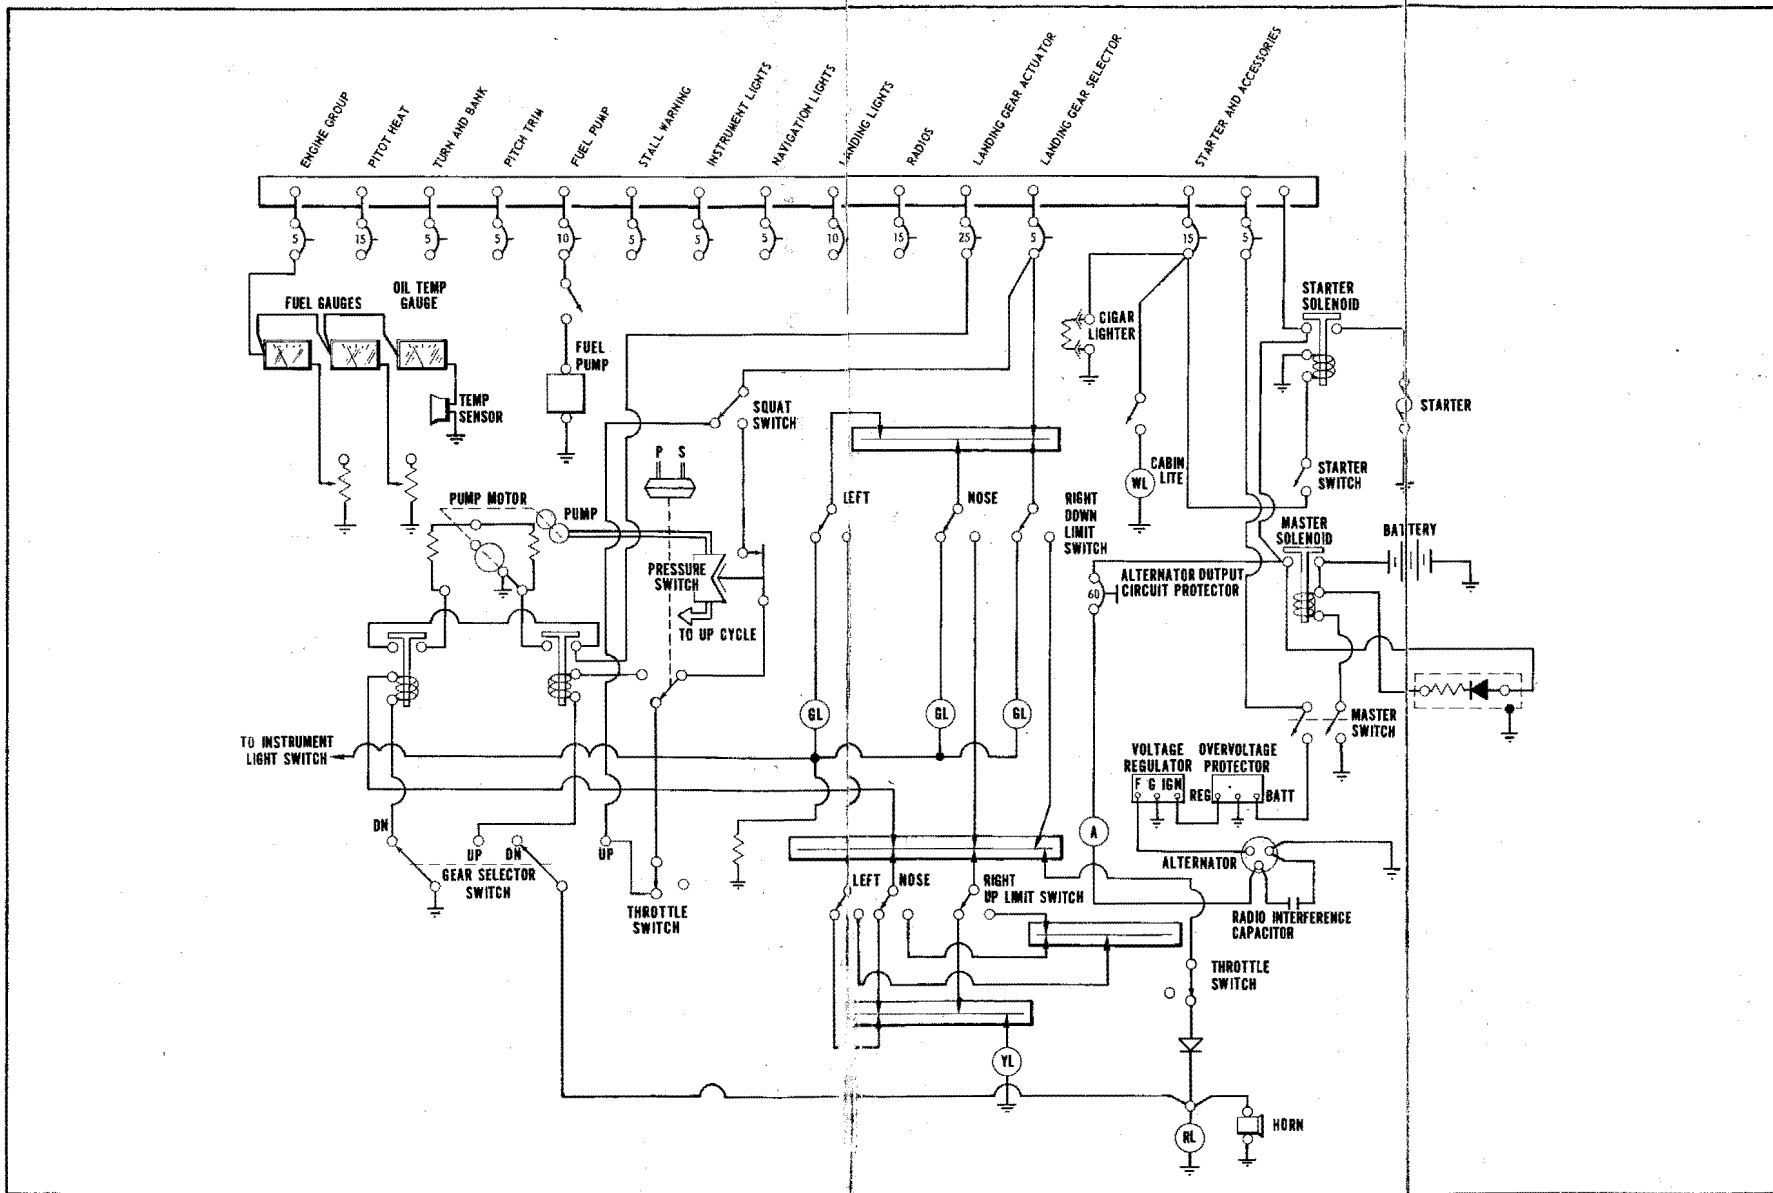 ENGINE GROUP
PITOT HEAT
TURN AND BANK
PITCH TRIM
FUEL PUMP
STALL WARNING
INSTRUMENT LIGHTS
NAVIGATION LIGHTS
LANDING LIGHTS
RADIOS
LANDING GEAR ACTUATOR
LANDING GEAR SELECTOR
STARTER AND ACCESSORIES
5
15
5
5
10
5
5
5
10
15
25
5
15
5
FUEL GAUGES
OIL TEMP
GAUGE
TEMP
SENSOR
FUEL
PUMP
SQUAT
SWITCH
CIGAR
LIGHTER
STARTER
SOLENOID
STARTER
STARTER
SWITCH
CABIN
LITE
WL
P S
PUMP MOTOR
PUMP
PRESSURE
SWITCH
TO UP CYCLE
LEFT
NOSE
RIGHT
DOWN
LIMIT
SWITCH
MASTER
SOLENOID
BATTERY
60
ALTERNATOR OUTPUT
CIRCUIT PROTECTOR
GL
GL
GL
MASTER
SWITCH
TO INSTRUMENT
LIGHT SWITCH
VOLTAGE
REGULATOR
F G IGN
OVERVOLTAGE
PROTECTOR
REG
BATT
A
ALTERNATOR
RADIO INTERFERENCE
CAPACITOR
DN
UP
DN
UP
GEAR SELECTOR
SWITCH
THROTTLE
SWITCH
LEFT
NOSE
RIGHT
UP LIMIT SWITCH
THROTTLE
SWITCH
YL
RL
HORN